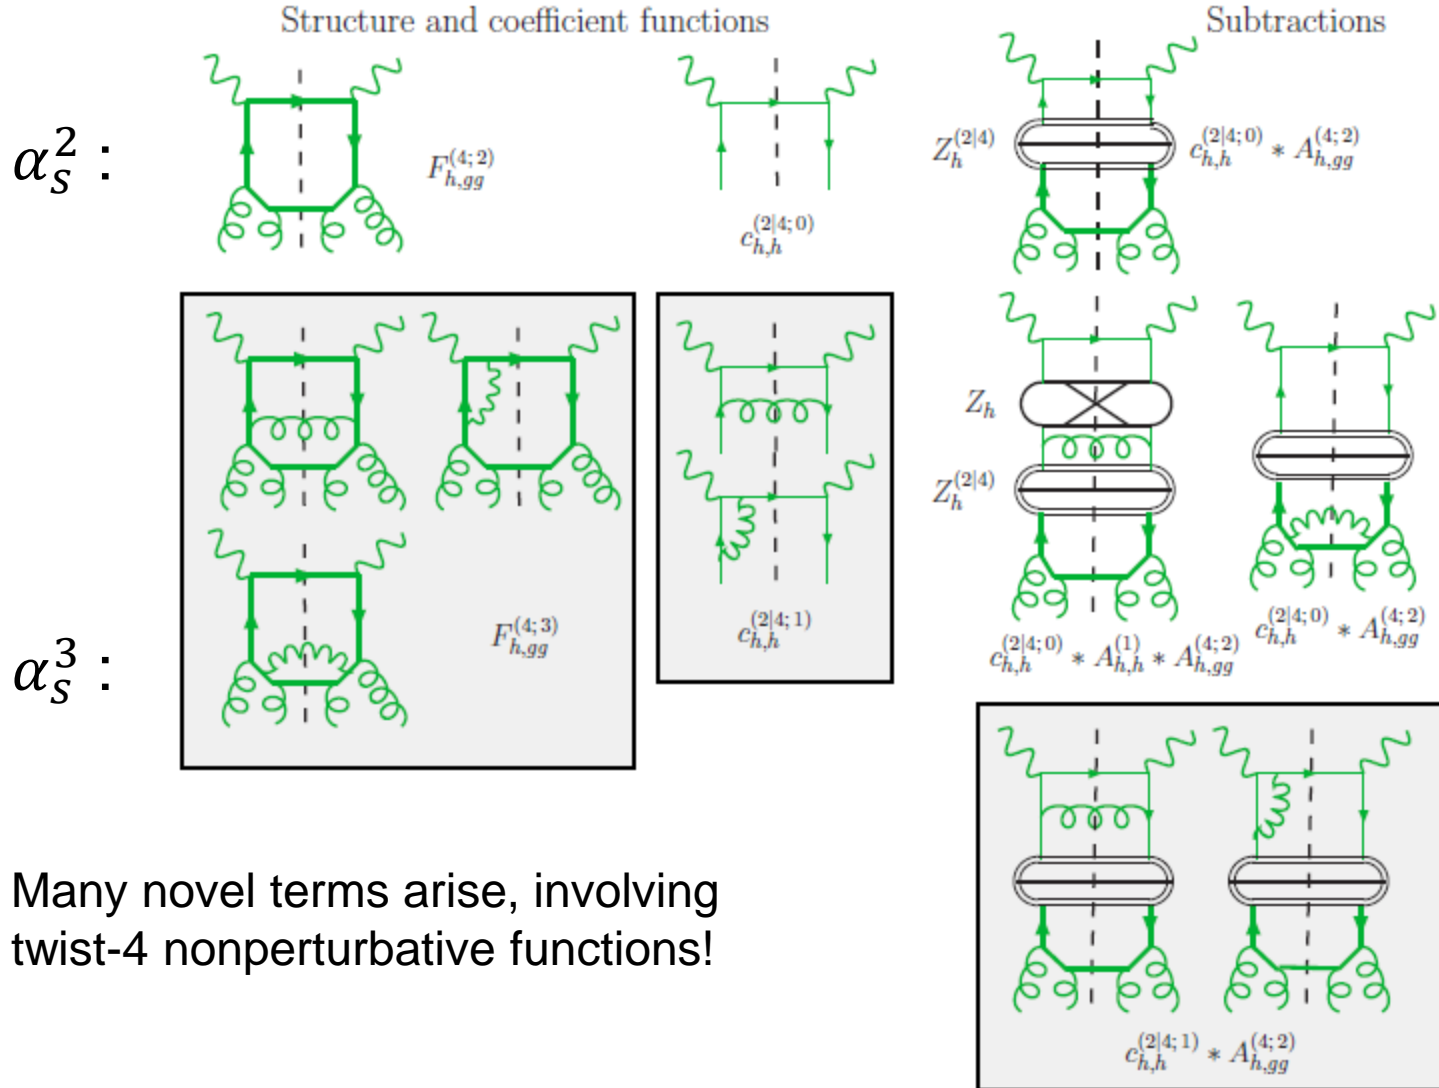 Structure and coefficient functions
Subtractions
$\alpha_s^2$ :
$F_{h,gg}^{(4;2)}$
$c_{h,h}^{(2|4;0)}$
$Z_h^{(2|4)}$
$c_{h,h}^{(2|4;0)} * A_{h,gg}^{(4;2)}$
$\alpha_s^3$ :
$F_{h,gg}^{(4;3)}$
$c_{h,h}^{(2|4;1)}$
$Z_h$
$Z_h^{(2|4)}$
$c_{h,h}^{(2|4;0)} * A_{h,h}^{(1)} * A_{h,gg}^{(4;2)}$
$c_{h,h}^{(2|4;0)} * A_{h,gg}^{(4;2)}$
Many novel terms arise, involving
twist-4 nonperturbative functions!
$c_{h,h}^{(2|4;1)} * A_{h,gg}^{(4;2)}$